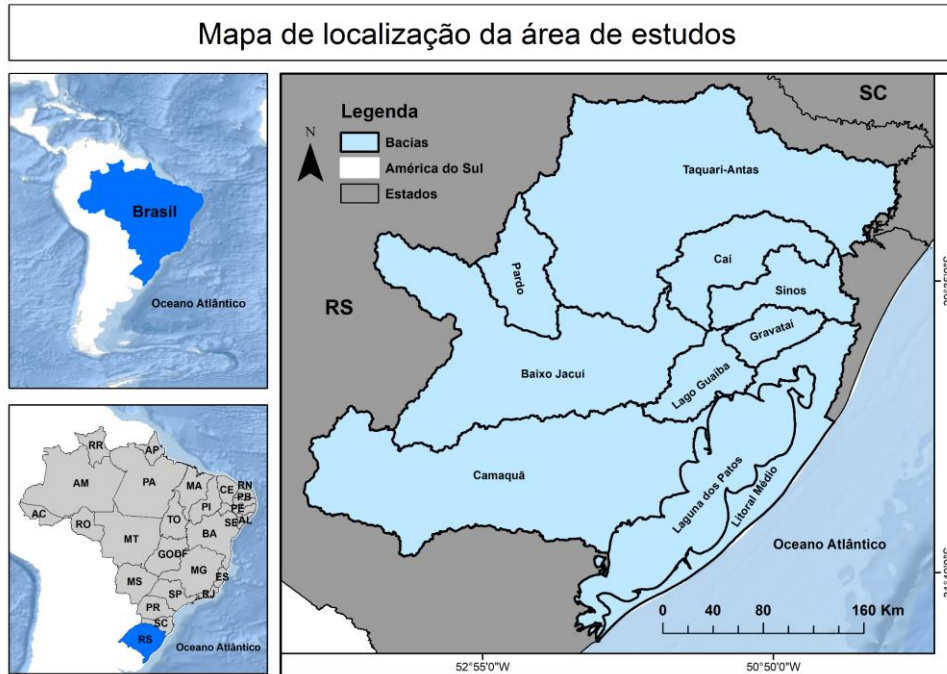 Mapa de localização da área de estudos
Brasil
Oceano Atlântico
RR
AP
AM
PA
MA
CE
RN
PB
PE
AL
SE
PI
AC
RO
TO
BA
MT
GO
DF
MG
ES
MS
SP
RJ
PR
SC
RS
Oceano Atlântico
Legenda
N
Bacias
América do Sul
Estados
SC
RS
Taquari-Antas
Pardo
Caí
Sinos
Gravataí
Baixo Jacuí
Lago Guaíba
Camaquã
Laguna dos Patos
Litoral Médio
Oceano Atlântico
0 40 80 160 Km
52°55'0"W
50°50'0"W